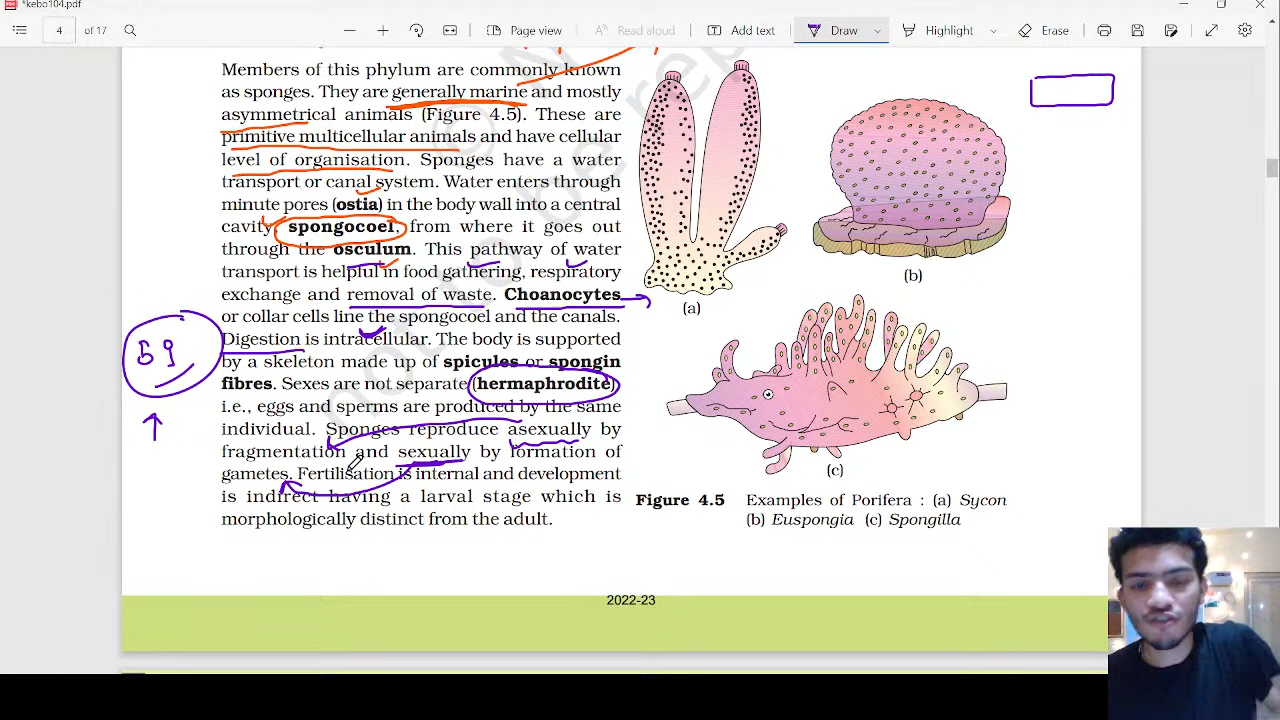 *kebo104.pdf
4 of 17 Page view Read aloud Add text Draw Highlight Erase
Members of this phylum are commonly known
as sponges. They are generally marine and mostly
asymmetrical animals (Figure 4.5). These are
primitive multicellular animals and have cellular
level of organisation. Sponges have a water
transport or canal system. Water enters through
minute pores (ostia) in the body wall into a central
cavity, spongocoel, from where it goes out
through the osculum. This pathway of water
transport is helpful in food gathering, respiratory
exchange and removal of waste. Choanocytes
or collar cells line the spongocoel and the canals.
Digestion is intracellular. The body is supported
by a skeleton made up of spicules or spongin
fibres. Sexes are not separate (hermaphrodite),
i.e., eggs and sperms are produced by the same
individual. Sponges reproduce asexually by
fragmentation and sexually by formation of
gametes. Fertilisation is internal and development
is indirect having a larval stage which is
morphologically distinct from the adult.
(a)
(b)
(c)
Figure 4.5 Examples of Porifera : (a) Sycon
(b) Euspongia (c) Spongilla
2022-23